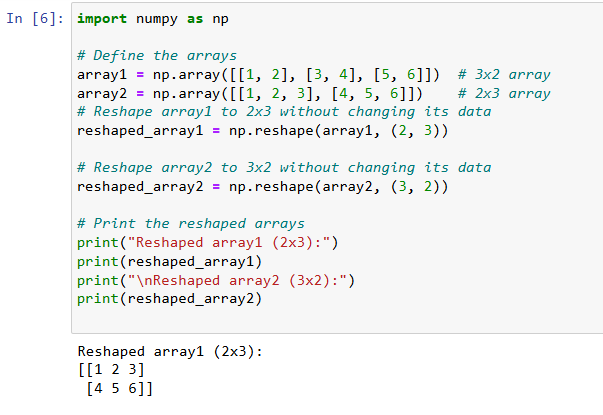 In [6]: import numpy as np
# Define the arrays
array1 = np.array([[1, 2], [3, 4], [5, 6]])  # 3x2 array
array2 = np.array([[1, 2, 3], [4, 5, 6]])    # 2x3 array
# Reshape array1 to 2x3 without changing its data
reshaped_array1 = np.reshape(array1, (2, 3))
# Reshape array2 to 3x2 without changing its data
reshaped_array2 = np.reshape(array2, (3, 2))
# Print the reshaped arrays
print("Reshaped array1 (2x3):")
print(reshaped_array1)
print("\nReshaped array2 (3x2):")
print(reshaped_array2)
Reshaped array1 (2x3):
[[1 2 3]
 [4 5 6]]